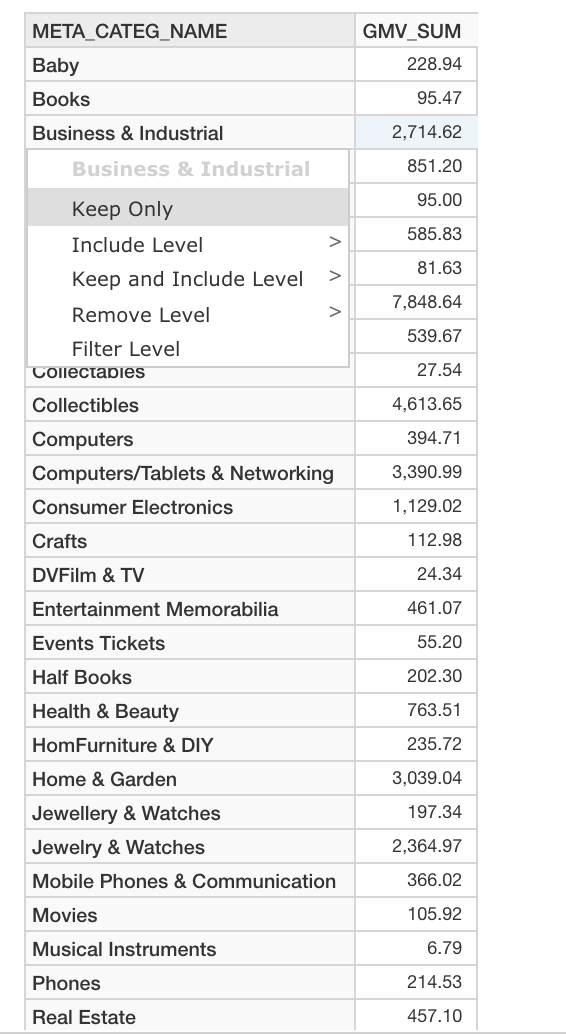 META_CATEG_NAME GMV_SUM
Baby 228.94
Books 95.47
Business & Industrial 2,714.62
Business & Industrial 851.20
Keep Only 95.00
Include Level > 585.83
Keep and Include Level > 81.63
7,848.64
Remove Level >
Filter Level 539.67
Collectables 27.54
Collectibles 4,613.65
Computers 394.71
Computers/Tablets & Networking 3,390.99
Consumer Electronics 1,129.02
Crafts 112.98
DVFilm & TV 24.34
Entertainment Memorabilia 461.07
Events Tickets 55.20
Half Books 202.30
Health & Beauty 763.51
HomFurniture & DIY 235.72
Home & Garden 3,039.04
Jewellery & Watches 197.34
Jewelry & Watches 2,364.97
Mobile Phones & Communication 366.02
Movies 105.92
Musical Instruments 6.79
Phones 214.53
Real Estate 457.10